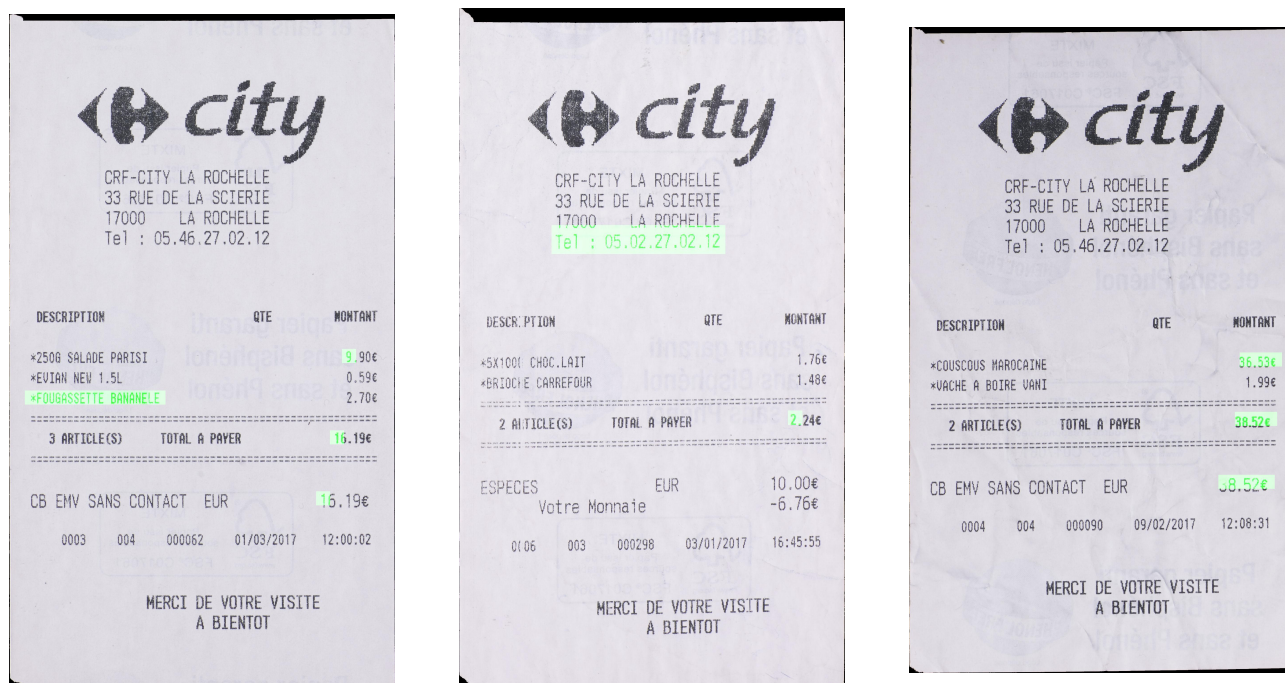 city
CRF-CITY LA ROCHELLE
33 RUE DE LA SCIERIE
17000 LA ROCHELLE
Tel : 05.46.27.02.12
DESCRIPTION QTE MONTANT
*250G SALADE PARISI 9.90€
*EVIAN NEW 1.5L 0.59€
*FOUGASSETTE BANANELE 2.70€
3 ARTICLE(S) TOTAL A PAYER 16.19€
CB EMV SANS CONTACT EUR 16.19€
0003 004 000062 01/03/2017 12:00:02
MERCI DE VOTRE VISITE
A BIENTOT
city
CRF-CITY LA ROCHELLE
33 RUE DE LA SCIERIE
17000 LA ROCHELLE
Tel : 05.02.27.02.12
DESCRIPTION QTE MONTANT
*5X100G CHOC.LAIT 1.76€
*BRIOCHE CARREFOUR 1.48€
2 ARTICLE(S) TOTAL A PAYER 2.24€
ESPECES EUR 10.00€
Votre Monnaie -6.76€
0006 003 000298 03/01/2017 16:45:55
MERCI DE VOTRE VISITE
A BIENTOT
city
CRF-CITY LA ROCHELLE
33 RUE DE LA SCIERIE
17000 LA ROCHELLE
Tel : 05.46.27.02.12
DESCRIPTION QTE MONTANT
*COUSCOUS MAROCAINE 36.53€
*VACHE A BOIRE VANI 1.99€
2 ARTICLE(S) TOTAL A PAYER 38.52€
CB EMV SANS CONTACT EUR 38.52€
0004 004 000090 09/02/2017 12:08:31
MERCI DE VOTRE VISITE
A BIENTOT